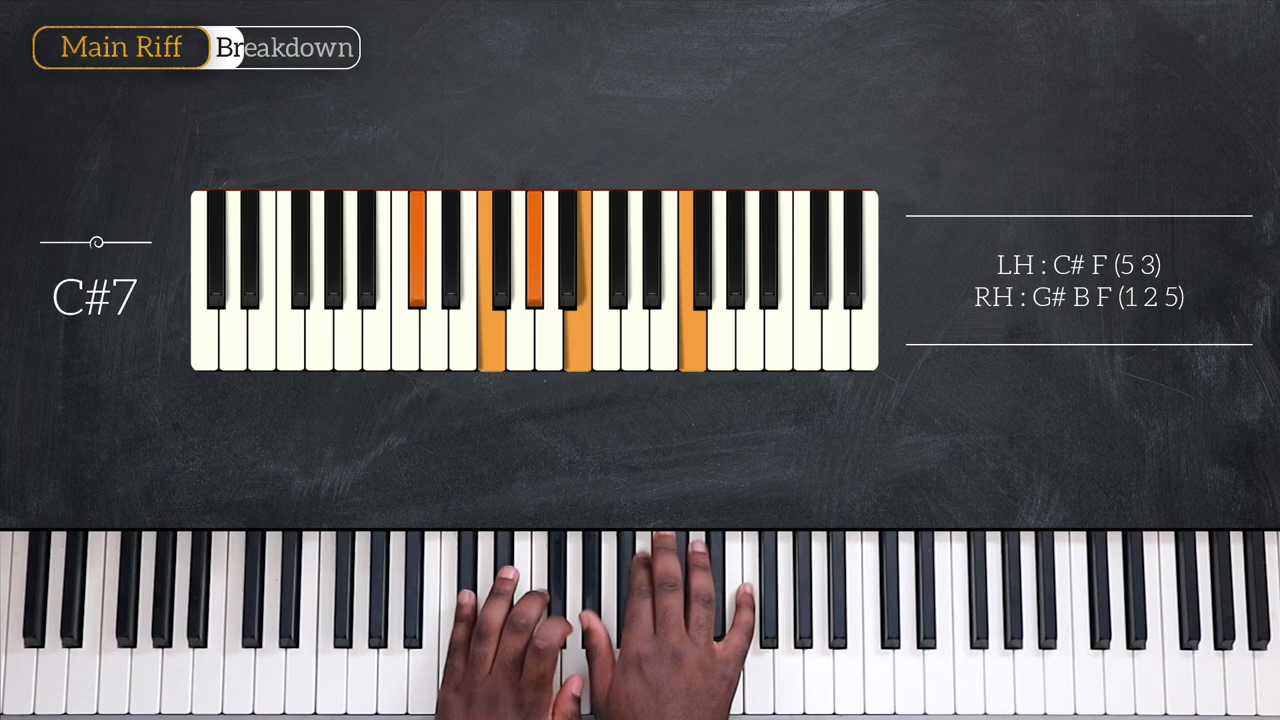 Main Riff Breakdown
C#7
LH : C# F (5 3)
RH : G# B F (1 2 5)